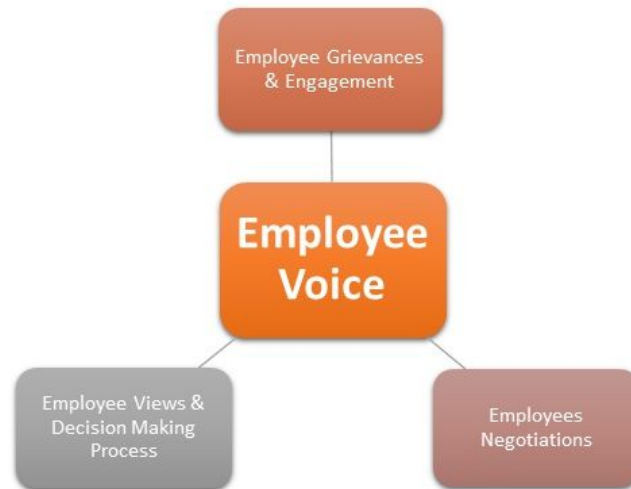 Employee Grievances
& Engagement
Employee
Voice
Employee Views &
Decision Making
Process
Employees
Negotiations